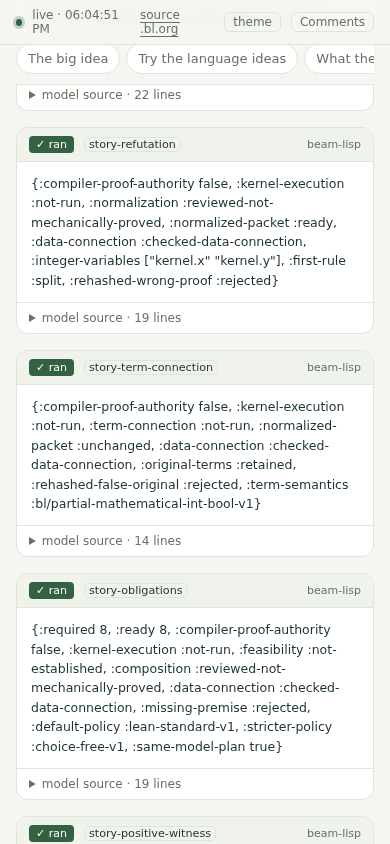 live · 06:04:51 PM
source .bl.org
theme
Comments
The big idea
Try the language ideas
What the
▶ model source · 22 lines
✓ ran
story-refutation
beam-lisp
{:compiler-proof-authority false, :kernel-execution
:not-run, :normalization :reviewed-not-
mechanically-proved, :normalized-packet :ready,
:data-connection :checked-data-connection,
:integer-variables ["kernel.x" "kernel.y"], :first-rule
:split, :rehashed-wrong-proof :rejected}
▶ model source · 19 lines
✓ ran
story-term-connection
beam-lisp
{:compiler-proof-authority false, :kernel-execution
:not-run, :term-connection :not-run, :normalized-
packet :unchanged, :data-connection :checked-
data-connection, :original-terms :retained,
:rehashed-false-original :rejected, :term-semantics
:bl/partial-mathematical-int-bool-v1}
▶ model source · 14 lines
✓ ran
story-obligations
beam-lisp
{:required 8, :ready 8, :compiler-proof-authority
false, :kernel-execution :not-run, :feasibility :not-
established, :composition :reviewed-not-
mechanically-proved, :data-connection :checked-
data-connection, :missing-premise :rejected,
:default-policy :lean-standard-v1, :stricter-policy
:choice-free-v1, :same-model-plan true}
▶ model source · 19 lines
✓ ran
story-positive-witness
beam-lisp